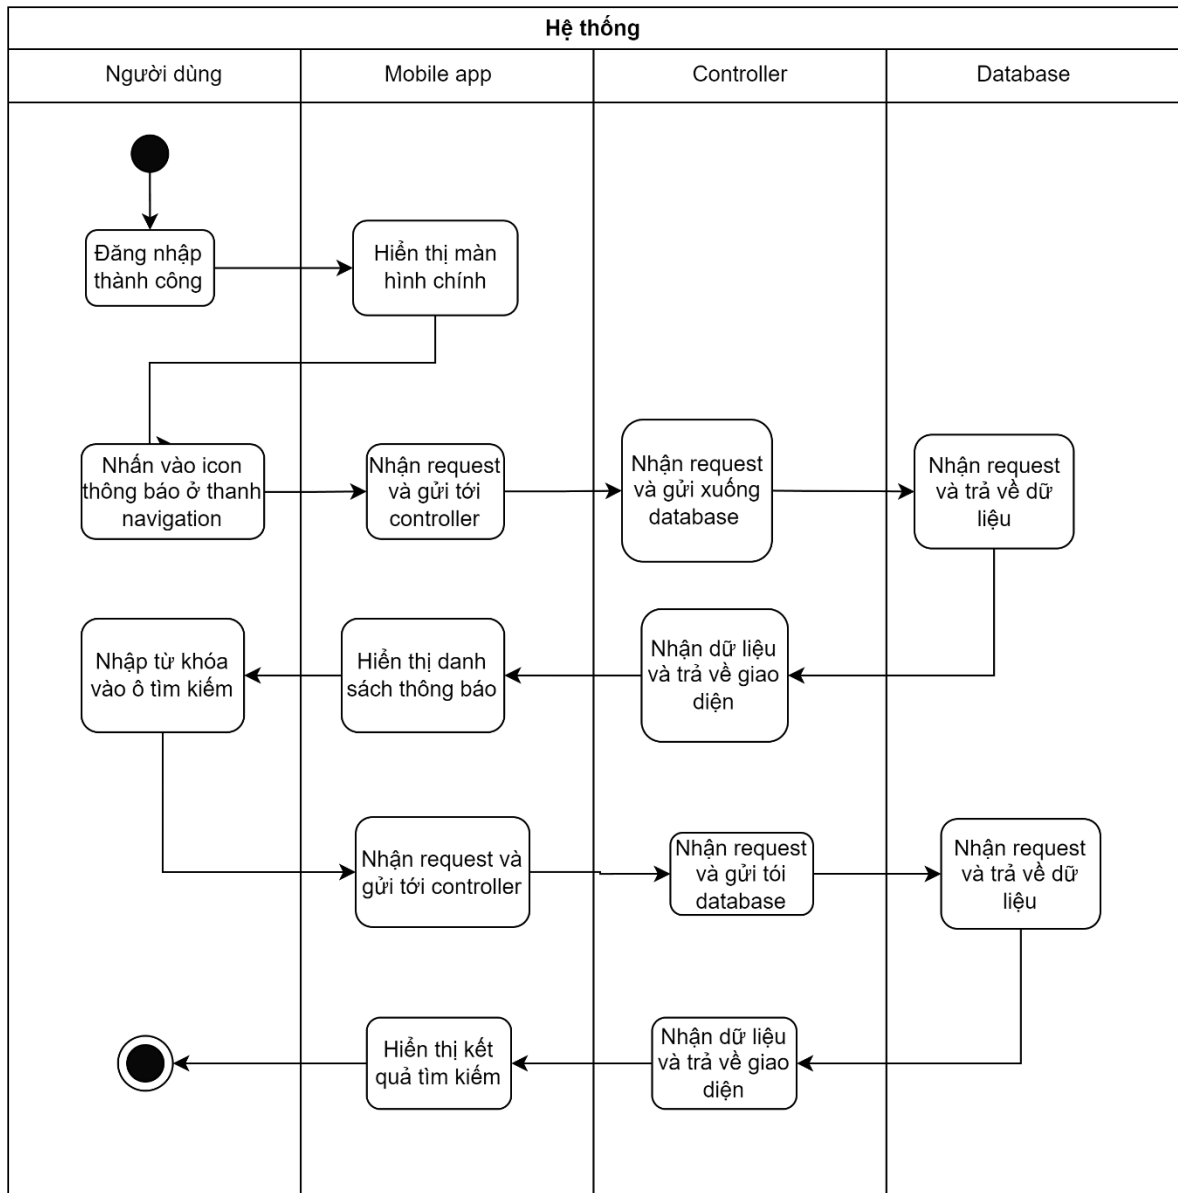 Hệ thống
Người dùng
Mobile app
Controller
Database
Đăng nhập
thành công
Hiển thị màn
hình chính
Nhấn vào icon
thông báo ở thanh
navigation
Nhận request
và gửi tới
controller
Nhận request
và gửi xuống
database
Nhận request
và trả về dữ
liệu
Nhận dữ liệu
và trả về giao
diện
Hiển thị danh
sách thông báo
Nhập từ khóa
vào ô tìm kiếm
Nhận request và
gửi tới controller
Nhận request
và gửi tói
database
Nhận request
và trả về dữ
liệu
Nhận dữ liệu
và trả về giao
diện
Hiển thị kết
quả tìm kiếm